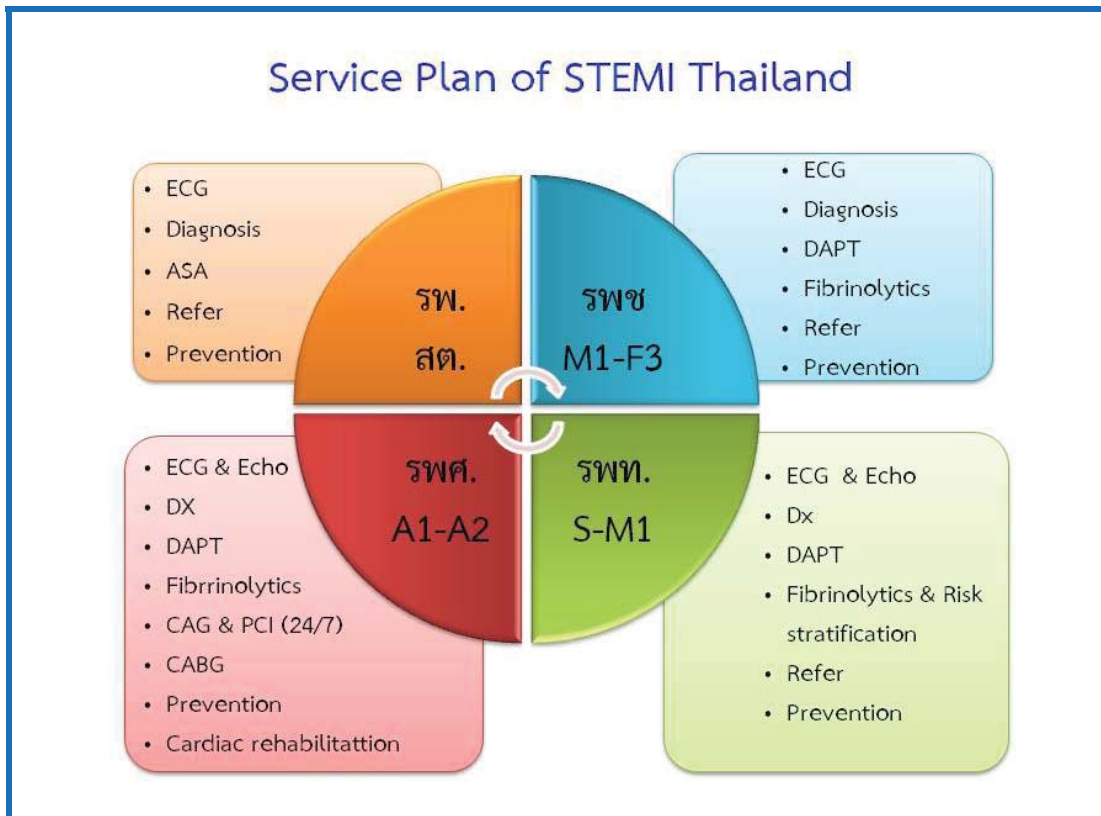 Service Plan of STEMI Thailand
• ECG
• Diagnosis
• ASA
• Refer
• Prevention
รพ.
สต.
รพช
M1-F3
• ECG
• Diagnosis
• DAPT
• Fibrinolytics
• Refer
• Prevention
• ECG & Echo
• DX
• DAPT
• Fibrrinolytics
• CAG & PCI (24/7)
• CABG
• Prevention
• Cardiac rehabilitattion
รพศ.
A1-A2
รพท.
S-M1
• ECG & Echo
• Dx
• DAPT
• Fibrinolytics & Risk
stratification
• Refer
• Prevention